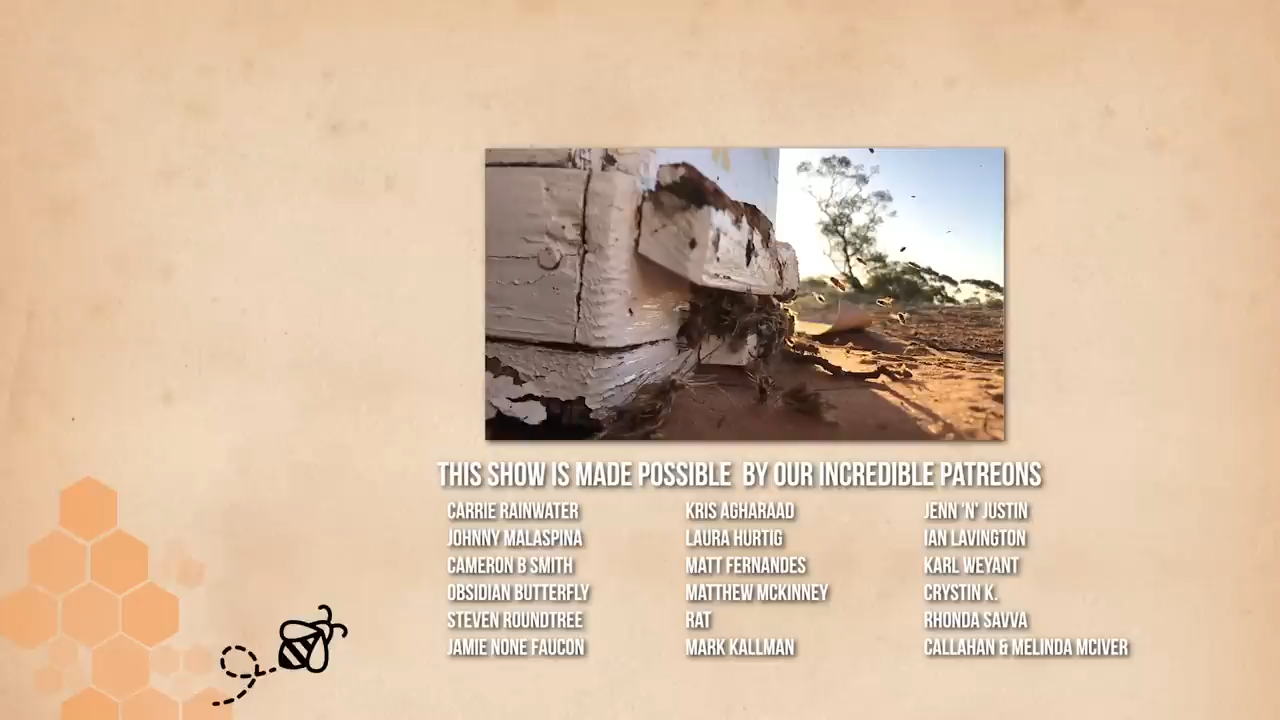 THIS SHOW IS MADE POSSIBLE BY OUR INCREDIBLE PATREONS
CARRIE RAINWATER
JOHNNY MALASPINA
CAMERON B SMITH
OBSIDIAN BUTTERFLY
STEVEN ROUNDTREE
JAMIE NONE FAUCON
KRIS AGHARAAD
LAURA HURTIG
MATT FERNANDES
MATTHEW MCKINNEY
RAT
MARK KALLMAN
JENN 'N' JUSTIN
IAN LAVINGTON
KARL WEYANT
CRYSTIN K.
RHONDA SAVVA
CALLAHAN & MELINDA MCIVER